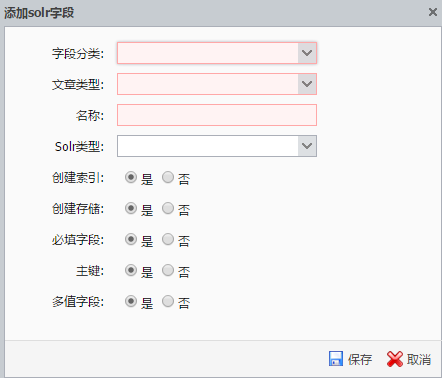 添加solr字段
字段分类:
文章类型:
名称:
Solr类型:
创建索引: 是 否
创建存储: 是 否
必填字段: 是 否
主键: 是 否
多值字段: 是 否
保存 取消